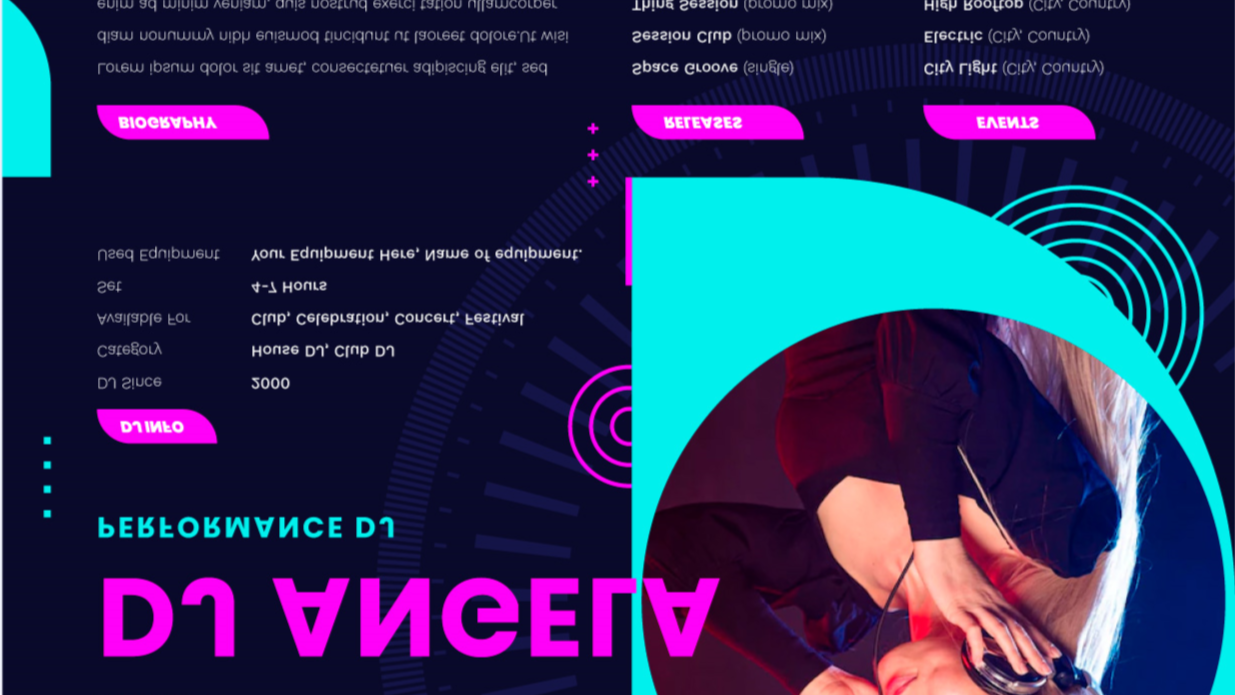 DJ ANGELA
PERFORMANCE DJ
DJ INFO
DJ Since 2000
Category House DJ, Club DJ
Available For Club, Celebration, Concert, Festival
Set 4-7 Hours
Used Equipment Your Equipment Here, Name of equipment.
BIOGRAPHY
Lorem ipsum dolor sit amet, consectetuer adipiscing elit, sed
diam nonummy nibh euismod tincidunt ut laoreet dolore.Ut wisi
enim ad minim veniam, quis nostrud exerci tation ullamcorper
RELEASES
Space Groove (single)
Session Club (promo mix)
Thing Session (promo mix)
EVENTS
City Light (City, Country)
Electric (City, Country)
High Rooftop (City, Country)